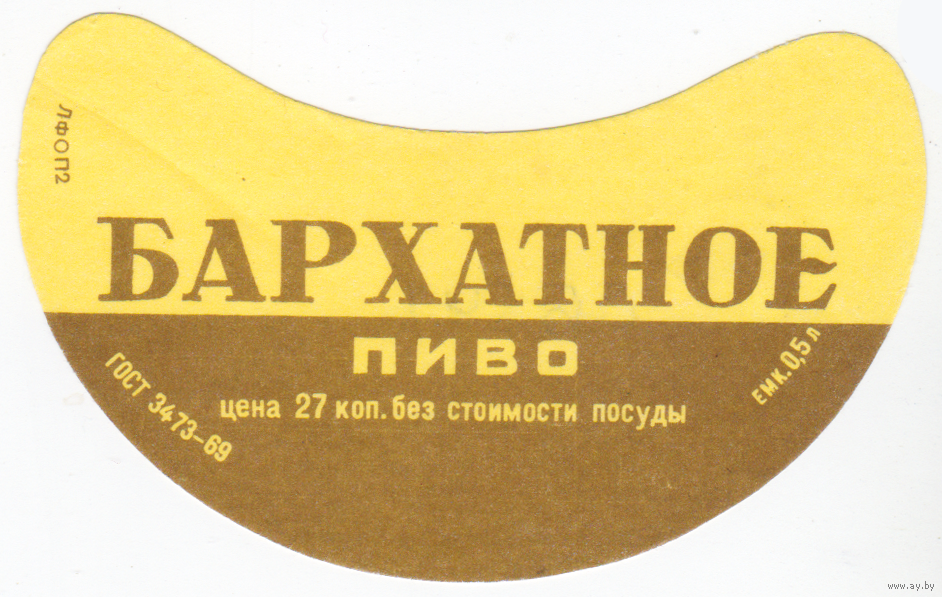 ЛФОП2
БАРХАТНОЕ
ПИВО
цена 27 коп. без стоимости посуды
ГОСТ 3473-69
ЕМК. 0,5 л
www.ay.by